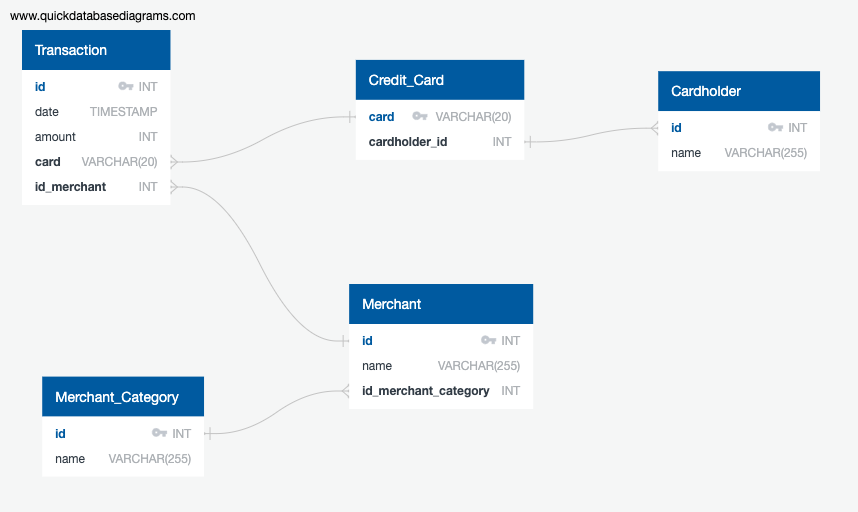 www.quickdatabasediagrams.com
Transaction
id INT
date TIMESTAMP
amount INT
card VARCHAR(20)
id_merchant INT
Credit_Card
card VARCHAR(20)
cardholder_id INT
Cardholder
id INT
name VARCHAR(255)
Merchant
id INT
name VARCHAR(255)
id_merchant_category INT
Merchant_Category
id INT
name VARCHAR(255)